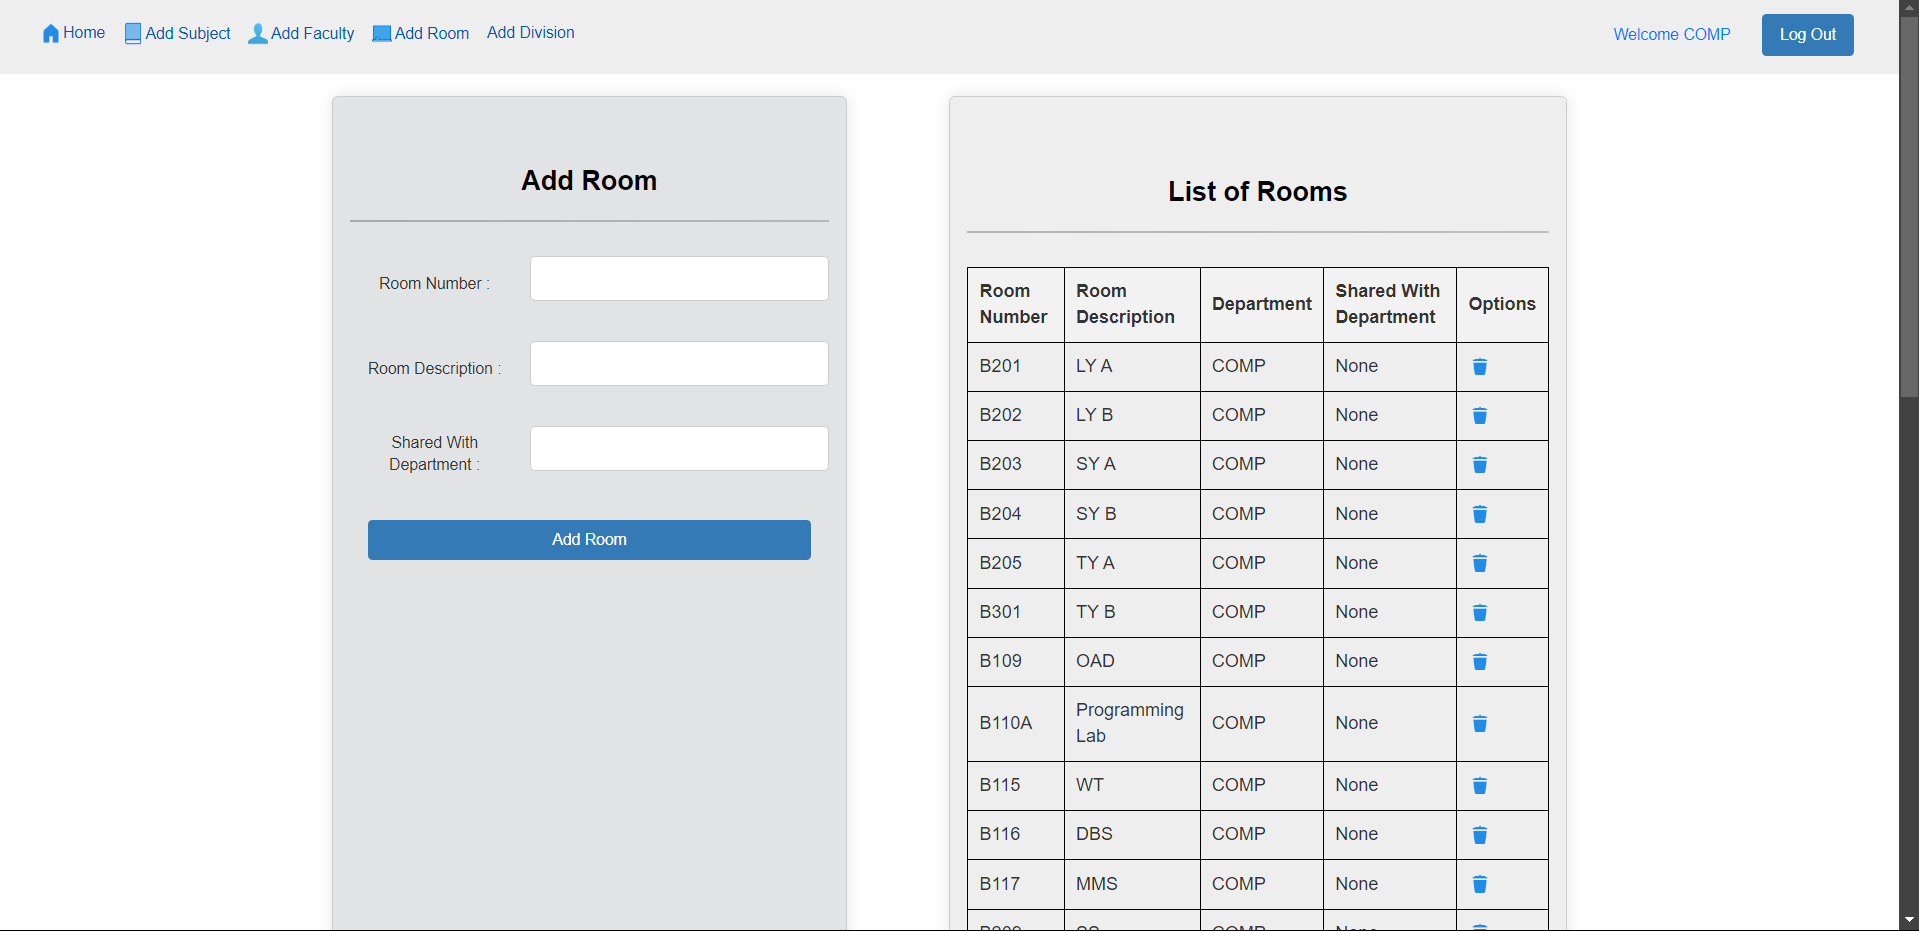 Home Add Subject Add Faculty Add Room Add Division Welcome COMP Log Out
Add Room
Room Number :
Room Description :
Shared With
Department :
Add Room
List of Rooms
Room Number Room Description Department Shared With Department Options
B201 LY A COMP None
B202 LY B COMP None
B203 SY A COMP None
B204 SY B COMP None
B205 TY A COMP None
B301 TY B COMP None
B109 OAD COMP None
B110A Programming Lab COMP None
B115 WT COMP None
B116 DBS COMP None
B117 MMS COMP None
COMP None